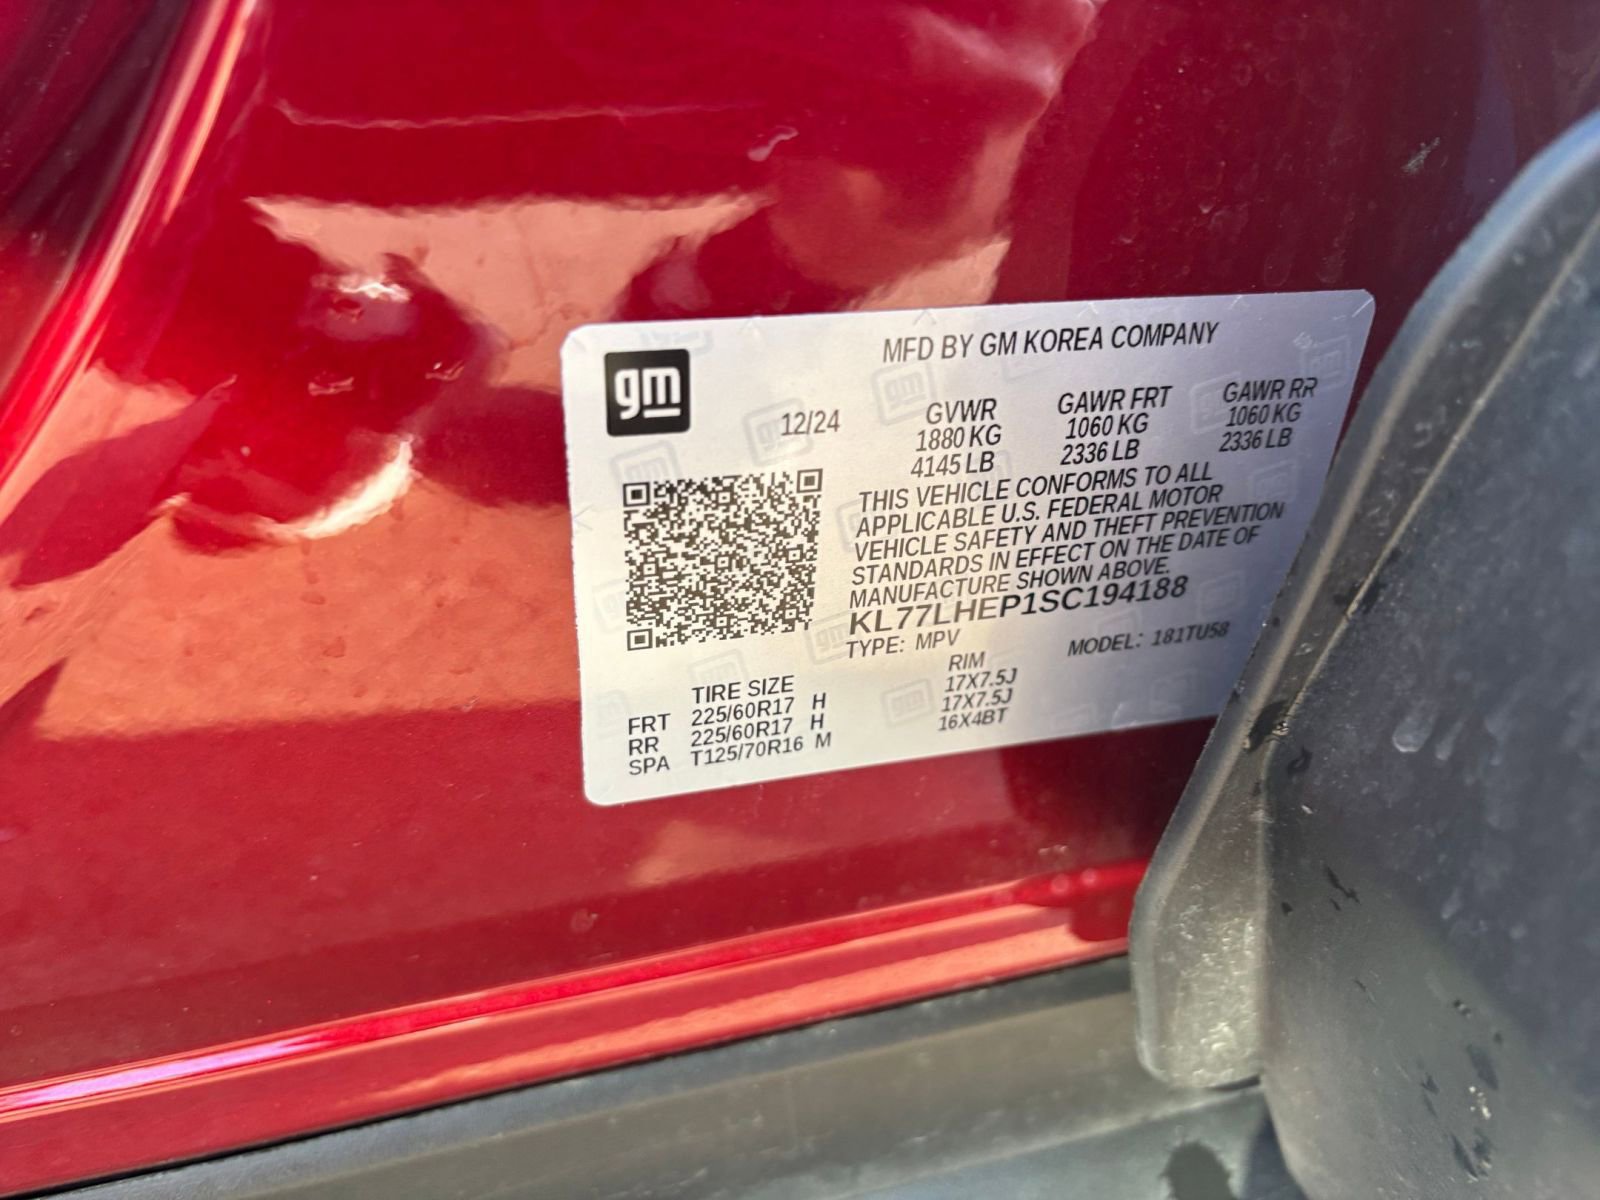 gm
MFD BY GM KOREA COMPANY
12/24
GVWR GAWR FRT GAWR RR
1880 KG 1060 KG 1060 KG
4145 LB 2336 LB 2336 LB
THIS VEHICLE CONFORMS TO ALL
APPLICABLE U.S. FEDERAL MOTOR
VEHICLE SAFETY AND THEFT PREVENTION
STANDARDS IN EFFECT ON THE DATE OF
MANUFACTURE SHOWN ABOVE.
KL77LHEP1SC194188
TYPE: MPV MODEL: 181TU58
TIRE SIZE RIM
FRT 225/60R17 H 17X7.5J
RR 225/60R17 H 17X7.5J
SPA T125/70R16 M 16X4BT